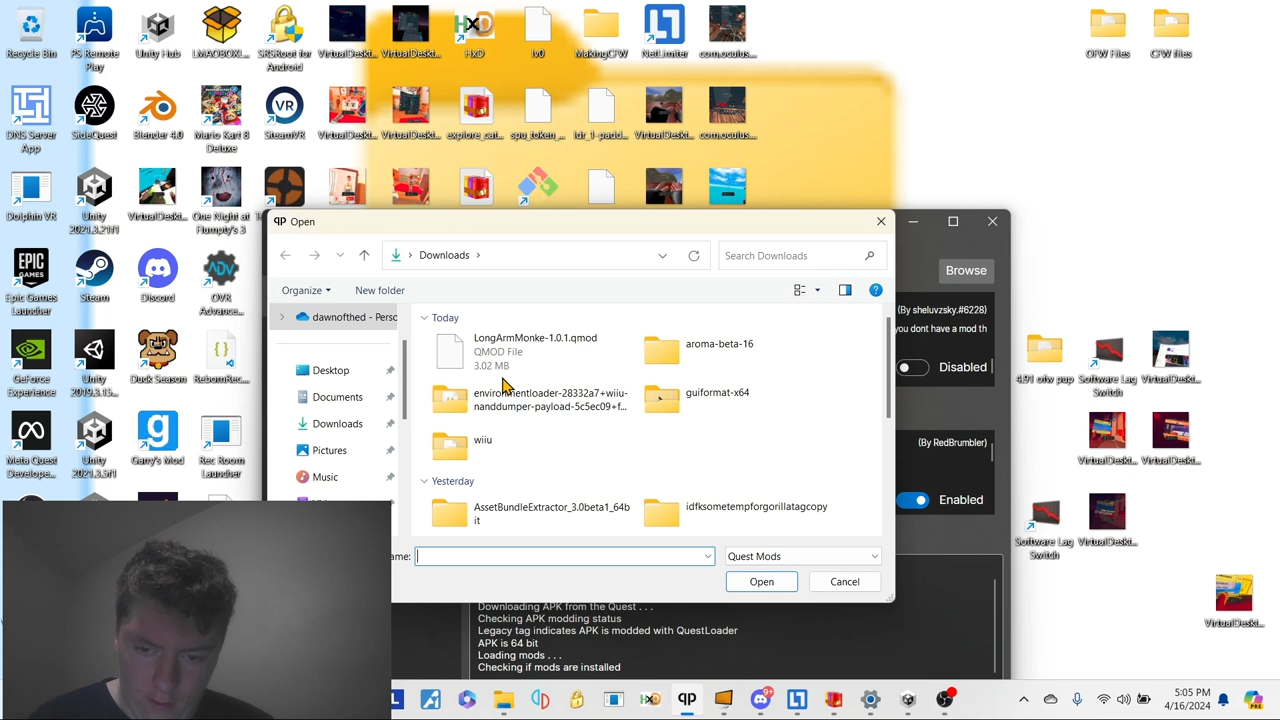 Recycle Bin
PS Remote
Play
Unity Hub
LMAOBOXL...
SRSRoot for
Android
VirtualDeskt...
VirtualDeskt...
HxD
lv0
MakingCFW
NetLimiter
com.oculus...
OFW Files
CFW files
DNS Server
App
SideQuest
Blender 4.0
Mario Kart 8
Deluxe
SteamVR
VirtualDeskt...
VirtualDeskt...
explore_cat...
spu_token_...
ldr_1-padd...
VirtualDeskt...
com.oculus...
Dolphin VR
Unity
2021.3.21f1
VirtualDeskt...
One Night at
Humpty's 3
Epic Games
Launcher
Steam
Discord
OVR
Advance...
GeForce
Experience
Unity
2019.3.15...
Duck Season
RebornRec...
Meta Quest
Develope...
Unity
2021.3.9f1
Garry's Mod
Rec Room
Launcher
qp Open
Downloads
Search Downloads
Organize
New folder
dawnofthed - Perso
Desktop
Documents
Downloads
Pictures
Music
Today
LongArmMonke-1.0.1.qmod
QMOD File
3.02 MB
aroma-beta-16
environmentloader-28332a7+wiiu-
nanddumper-payload-5c5ec09+f...
guiformat-x64
wiiu
Yesterday
AssetBundleExtractor_3.0beta1_64b
it
idfksometempforgorillatagcopy
ame:
Quest Mods
Open
Cancel
Browse
(By sheluvzsky.#6228)
you dont have a mod th
Disabled
(By RedBrumbler)
Enabled
Downloading APK from the Quest . . .
Checking APK modding status
Legacy tag indicates APK is modded with QuestLoader
APK is 64 bit
Loading mods . . .
Checking if mods are installed
4.91 ofw pup
Software Lag
Switch
VirtualDeskt...
VirtualDeskt...
VirtualDeskt...
Software Lag
Switch
VirtualDeskt...
VirtualDeskt...
5:05 PM
4/16/2024